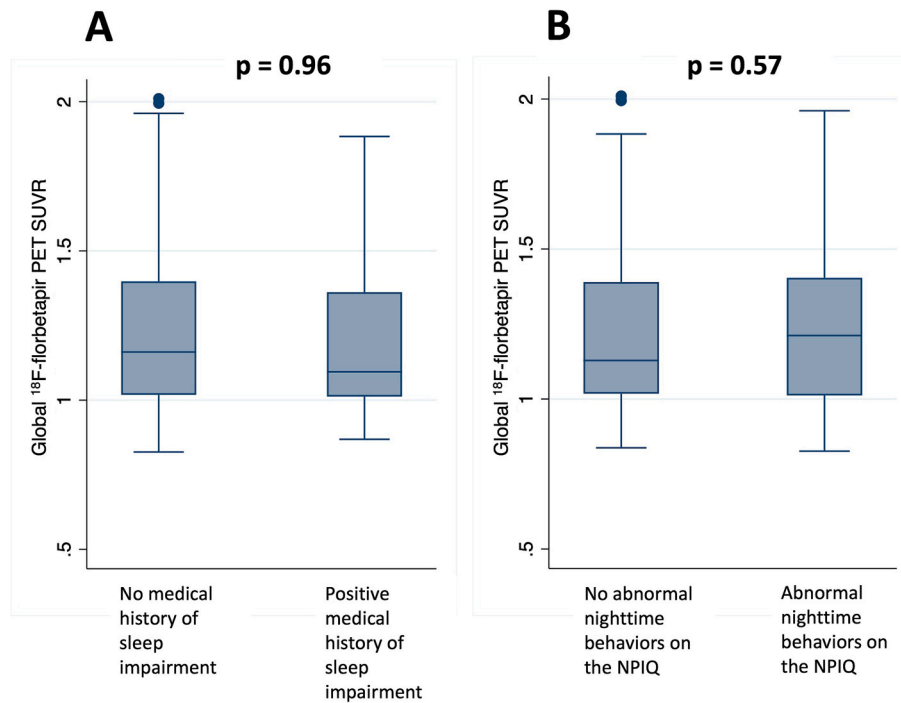 A
B
p = 0.96
p = 0.57
Global ¹⁸F-florbetapir PET SUVR
2
1.5
1
.5
No medical
history of
sleep
impairment
Positive
medical
history of
sleep
impairment
Global ¹⁸F-florbetapir PET SUVR
2
1.5
1
.5
No abnormal
nighttime
behaviors on
the NPIQ
Abnormal
nighttime
behaviors on
the NPIQ